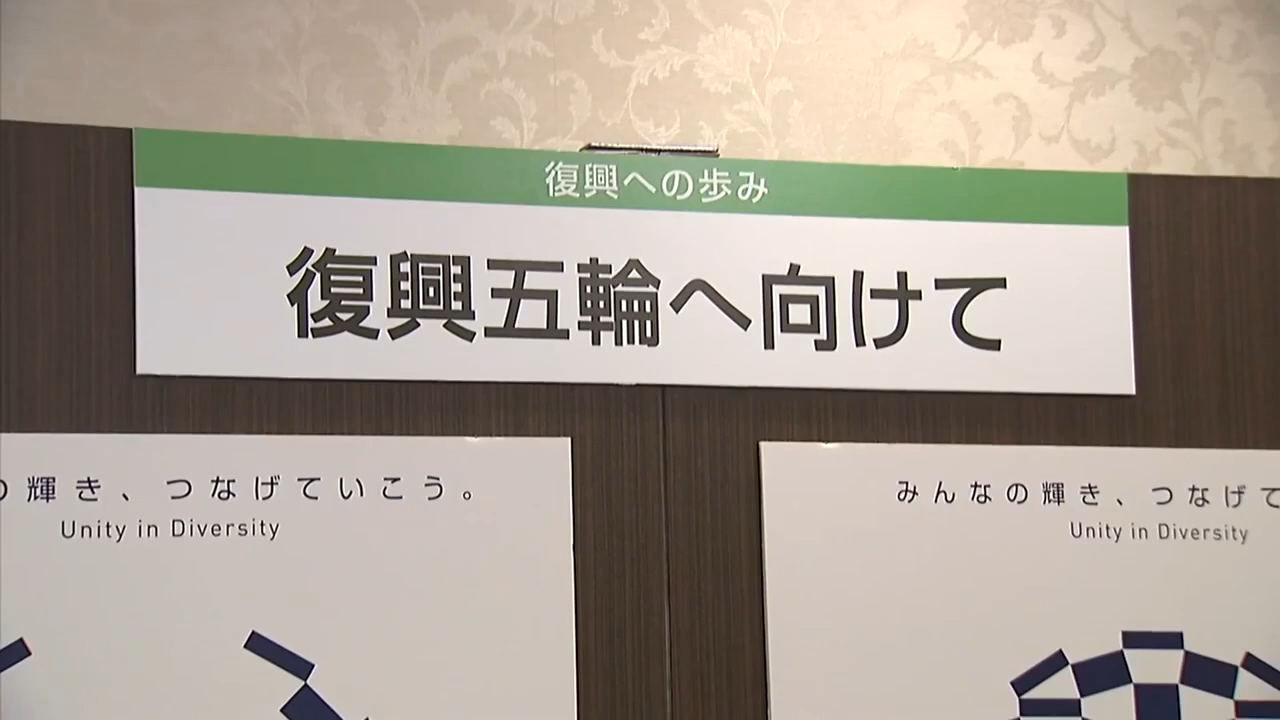 復興への歩み
復興五輪へ向けて
輝き、つなげていこう。
Unity in Diversity
みんなの輝き、つなげて
Unity in Diversity